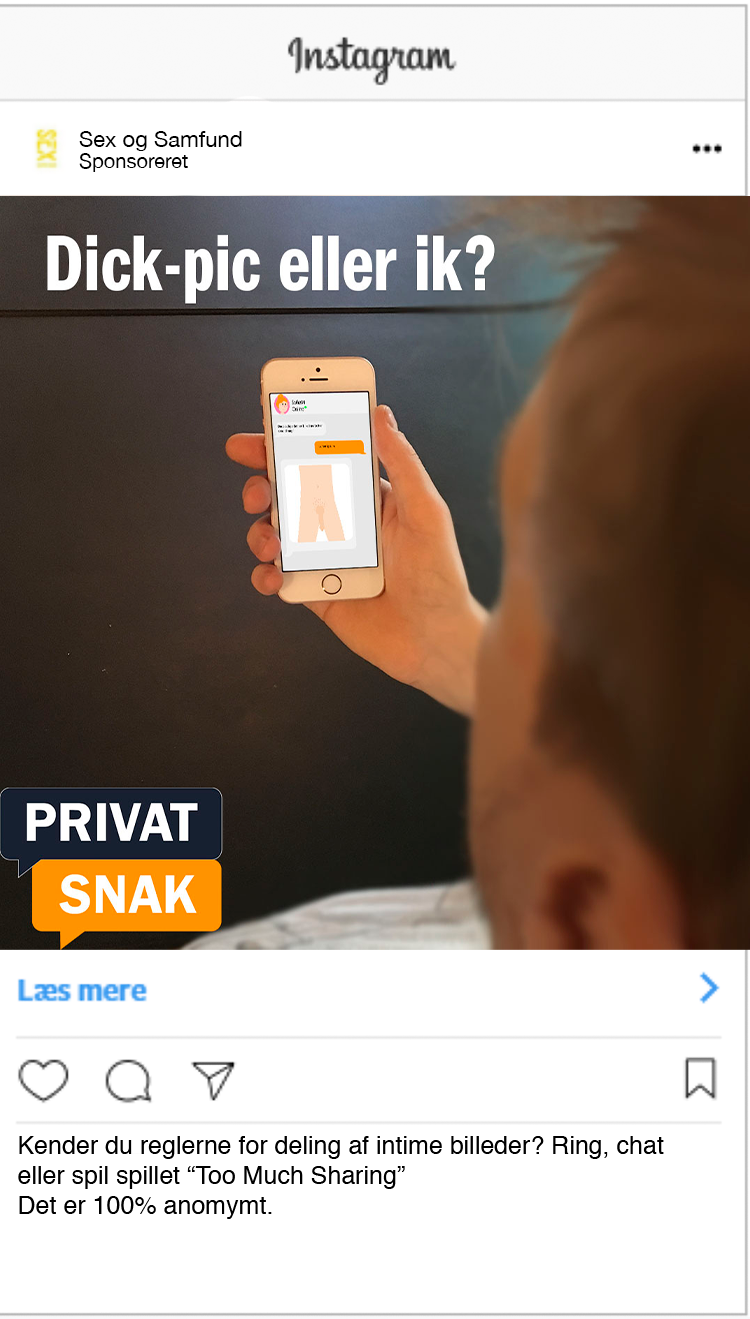 Instagram
SEX
Sex og Samfund
Sponsoreret
Dick-pic eller ik?
PRIVAT
SNAK
Læs mere
Kender du reglerne for deling af intime billeder? Ring, chat
eller spil spillet “Too Much Sharing”
Det er 100% anomymt.